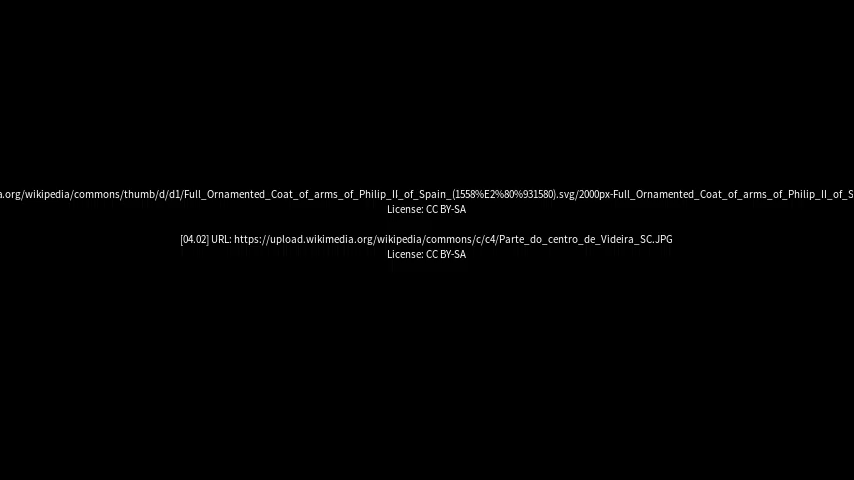 a.org/wikipedia/commons/thumb/d/d1/Full_Ornamented_Coat_of_arms_of_Philip_II_of_Spain_(1558%E2%80%931580).svg/2000px-Full_Ornamented_Coat_of_arms_of_Philip_II_of_S
License: CC BY-SA
[04.02] URL: https://upload.wikimedia.org/wikipedia/commons/c/c4/Parte_do_centro_de_Videira_SC.JPG
License: CC BY-SA